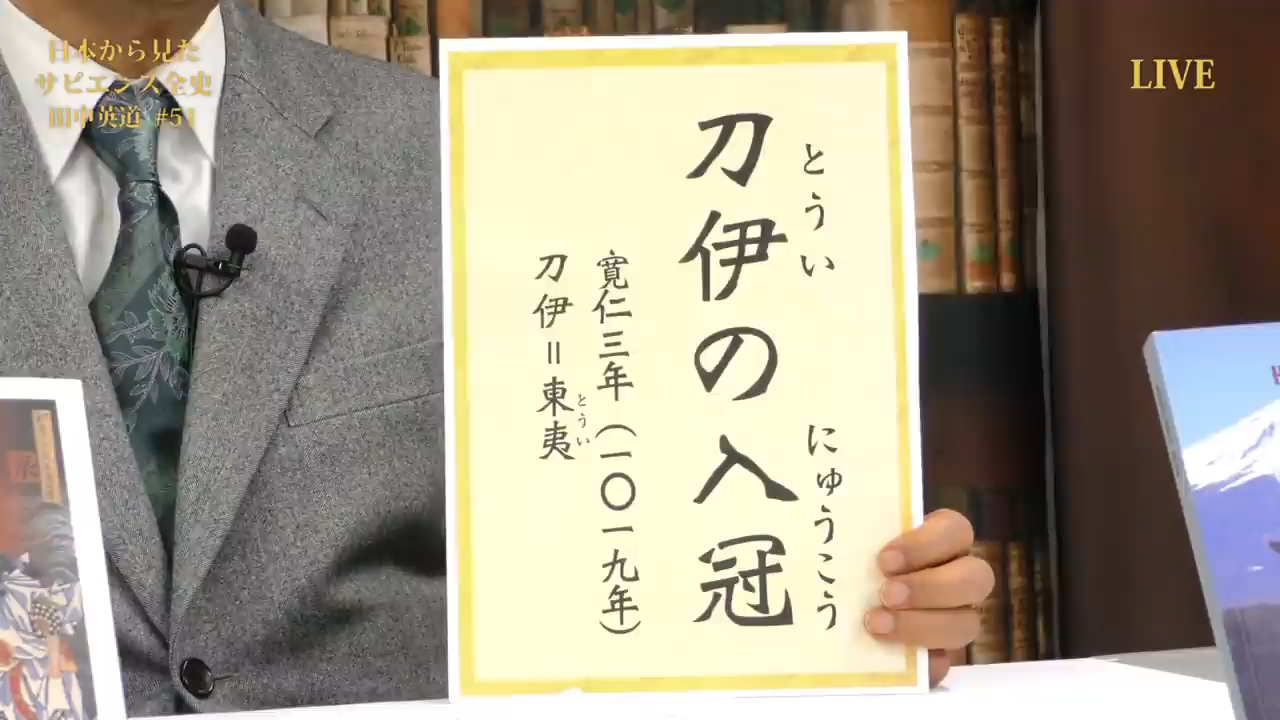 日本から見た
サピエンス全史
田中英道 #51
LIVE
とうい にゅうこう
刀伊の入冠
寛仁三年(一〇一九年)
とうい
刀伊=東夷